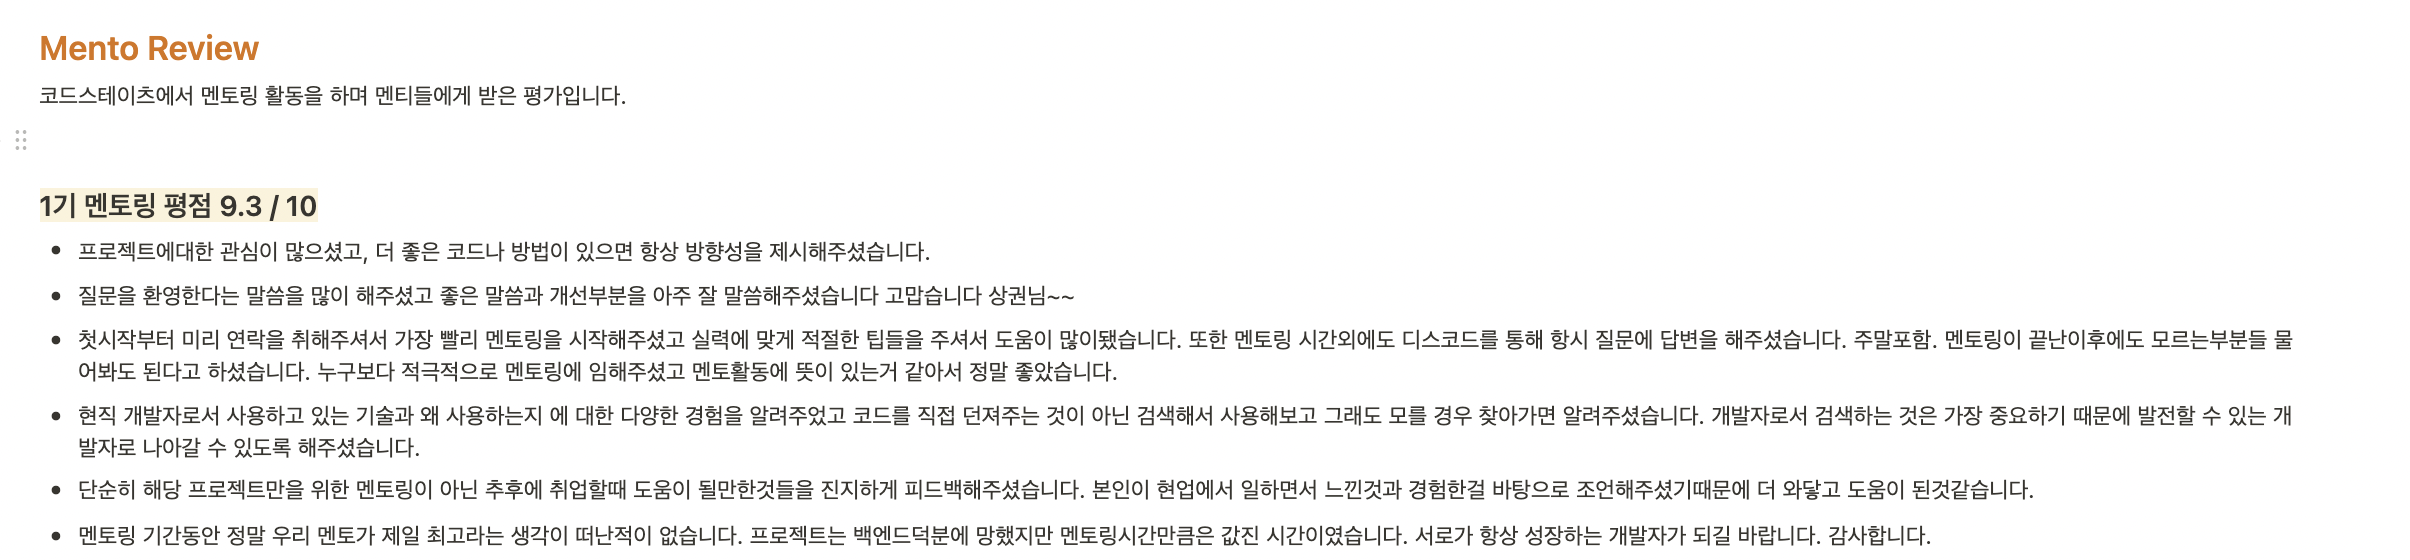 Mento Review
코드스테이츠에서 멘토링 활동을 하며 멘티들에게 받은 평가입니다.
1기 멘토링 평점 9.3 / 10
• 프로젝트에대한 관심이 많으셨고, 더 좋은 코드나 방법이 있으면 항상 방향성을 제시해주셨습니다.
• 질문을 환영한다는 말씀을 많이 해주셨고 좋은 말씀과 개선부분을 아주 잘 말씀해주셨습니다 고맙습니다 상권님~~
• 첫시작부터 미리 연락을 취해주셔서 가장 빨리 멘토링을 시작해주셨고 실력에 맞게 적절한 팁들을 주셔서 도움이 많이됐습니다. 또한 멘토링 시간외에도 디스코드를 통해 항시 질문에 답변을 해주셨습니다. 주말포함. 멘토링이 끝난이후에도 모르는부분들 물
어봐도 된다고 하셨습니다. 누구보다 적극적으로 멘토링에 임해주셨고 멘토활동에 뜻이 있는거 같아서 정말 좋았습니다.
• 현직 개발자로서 사용하고 있는 기술과 왜 사용하는지 에 대한 다양한 경험을 알려주었고 코드를 직접 던져주는 것이 아닌 검색해서 사용해보고 그래도 모를 경우 찾아가면 알려주셨습니다. 개발자로서 검색하는 것은 가장 중요하기 때문에 발전할 수 있는 개
발자로 나아갈 수 있도록 해주셨습니다.
• 단순히 해당 프로젝트만을 위한 멘토링이 아닌 추후에 취업할때 도움이 될만한것들을 진지하게 피드백해주셨습니다. 본인이 현업에서 일하면서 느낀것과 경험한걸 바탕으로 조언해주셨기때문에 더 와닿고 도움이 된것같습니다.
• 멘토링 기간동안 정말 우리 멘토가 제일 최고라는 생각이 떠난적이 없습니다. 프로젝트는 백엔드덕분에 망했지만 멘토링시간만큼은 값진 시간이였습니다. 서로가 항상 성장하는 개발자가 되길 바랍니다. 감사합니다.